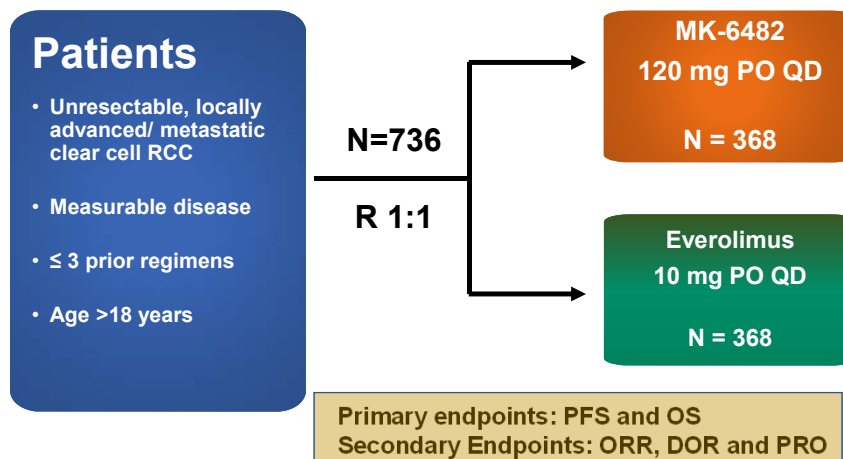 Patients
• Unresectable, locally
advanced/ metastatic
clear cell RCC
• Measurable disease
• ≤ 3 prior regimens
• Age >18 years
N=736
R 1:1
MK-6482
120 mg PO QD
N = 368
Everolimus
10 mg PO QD
N = 368
Primary endpoints: PFS and OS
Secondary Endpoints: ORR, DOR and PRO